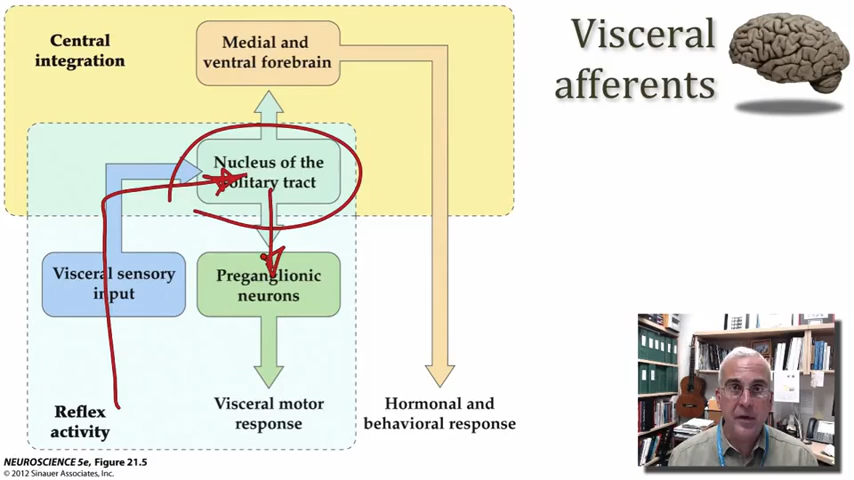 Central
integration
Medial and
ventral forebrain
Visceral
afferents
Nucleus of the
solitary tract
Visceral sensory
input
Preganglionic
neurons
Reflex
activity
Visceral motor
response
Hormonal and
behavioral response
NEUROSCIENCE 5e, Figure 21.5
© 2012 Sinauer Associates, Inc.